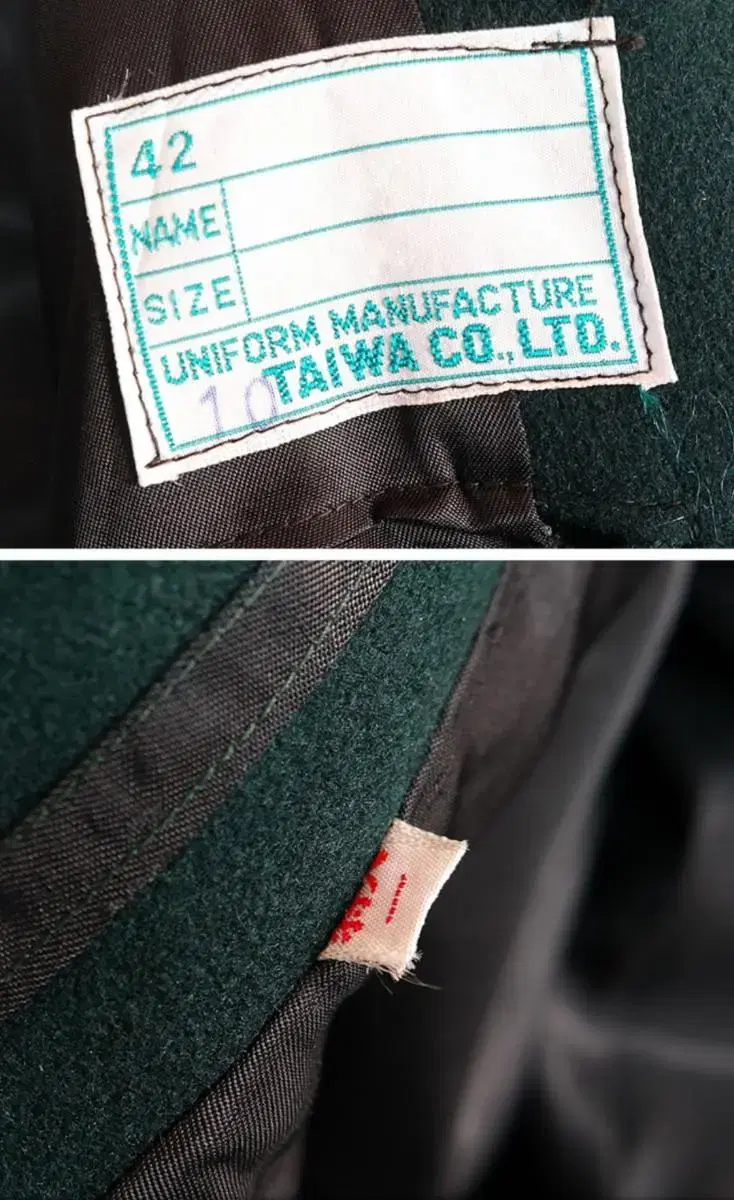 42
NAME
SIZE
UNIFORM MANUFACTURE
10 TAIWA CO., LTD.